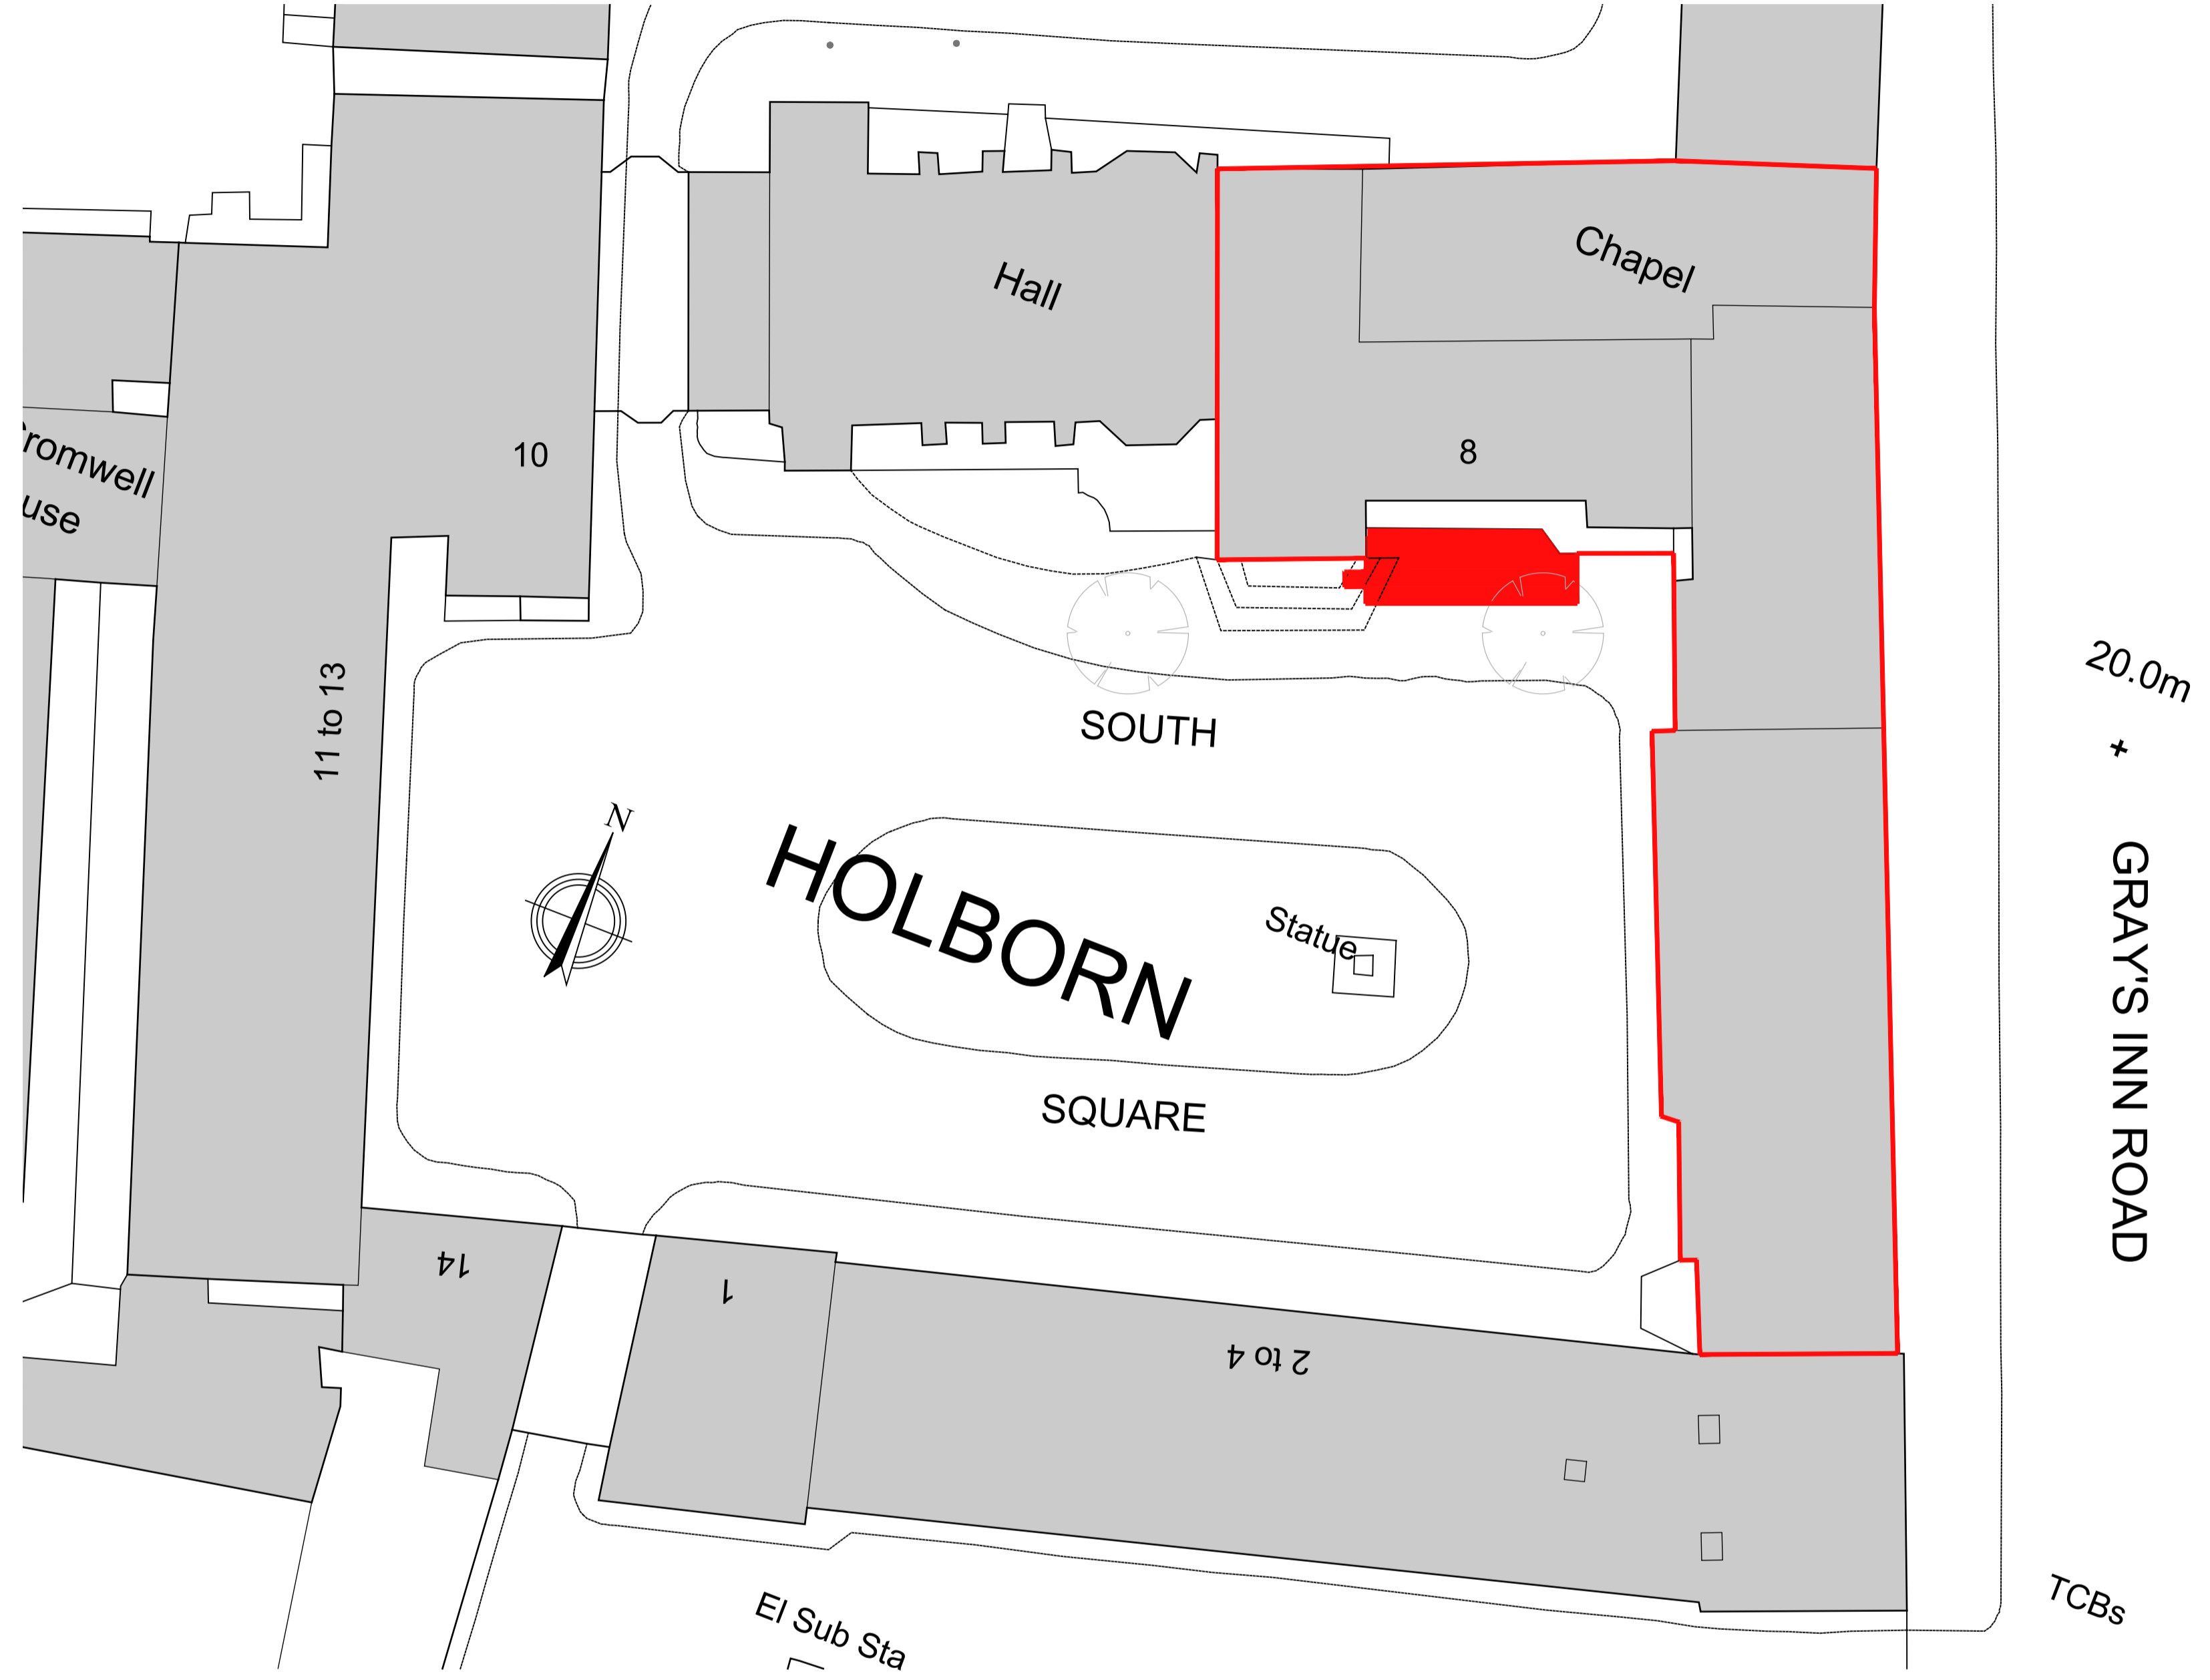 Hall
Chapel
romwell
use
10
8
11 to 13
20.0m
+
SOUTH
N
HOLBORN
Statue
GRAY'S INN ROAD
SQUARE
14
1
2 to 4
El Sub Sta
TCBs